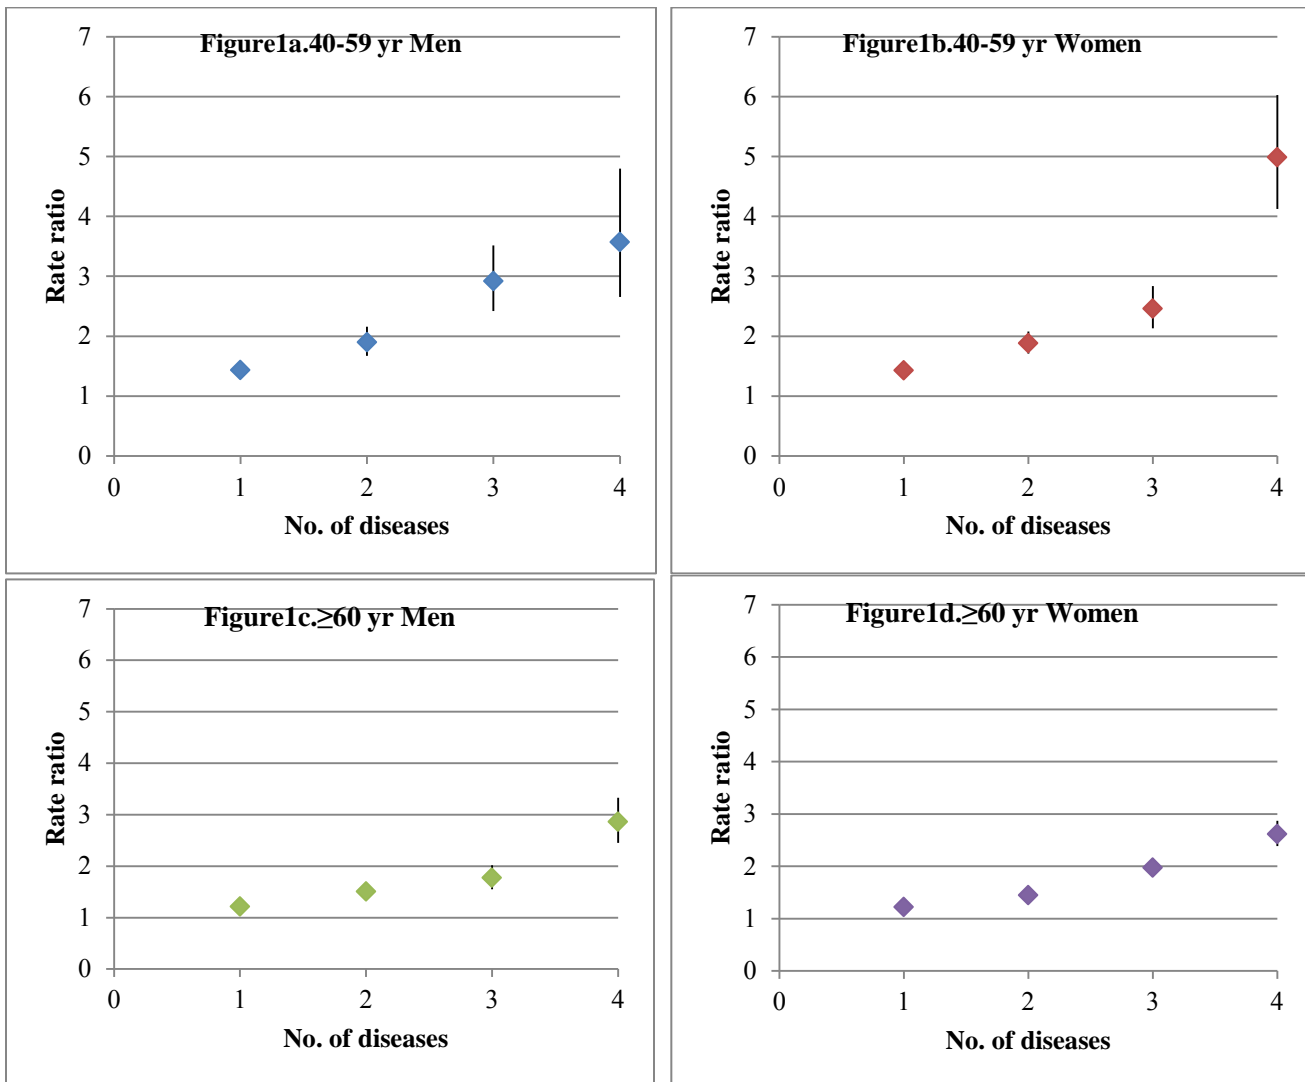 Figure1a.40-59 yr Men
7
6
5
4
3
2
1
0
Rate ratio
0 1 2 3 4
No. of diseases
Figure1b.40-59 yr Women
7
6
5
4
3
2
1
0
Rate ratio
0 1 2 3 4
No. of diseases
Figure1c.≥60 yr Men
7
6
5
4
3
2
1
0
Rate ratio
0 1 2 3 4
No. of diseases
Figure1d.≥60 yr Women
7
6
5
4
3
2
1
0
Rate ratio
0 1 2 3 4
No. of diseases